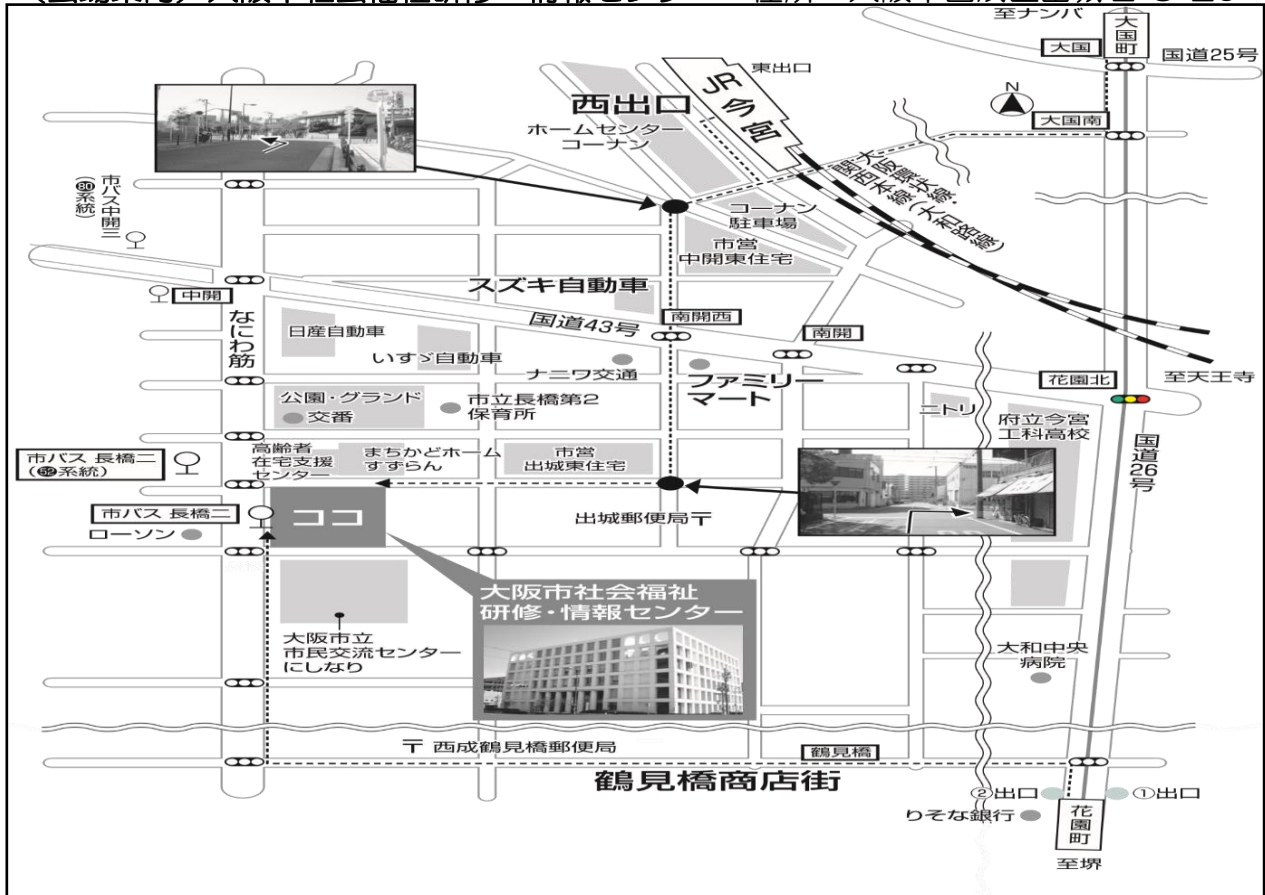 至ナンバ
大国町
大国
国道25号
東出口
JR今宮
西出口
ホームセンター
コーナン
N
大国南
大阪環状線・
関西本線(大和路線)
市バス中開三
(80系統)
コーナン
駐車場
市営
中開東住宅
スズキ自動車
中開
なにわ筋
国道43号
南開西
南開
日産自動車
いすゞ自動車
ナニワ交通
ファミリー
マート
花園北
至天王寺
公園・グランド
交番
市立長橋第2
保育所
ニトリ
府立今宮
工科高校
国道26号
市バス 長橋二
(52系統)
高齢者
在宅支援
センター
まちかどホーム
すずらん
市営
出城東住宅
市バス 長橋二
ココ
出城郵便局〒
ローソン
大阪市社会福祉
研修・情報センター
大阪市立
市民交流センター
にしなり
大和中央
病院
〒 西成鶴見橋郵便局
鶴見橋
鶴見橋商店街
②出口
①出口
りそな銀行
花園町
至堺